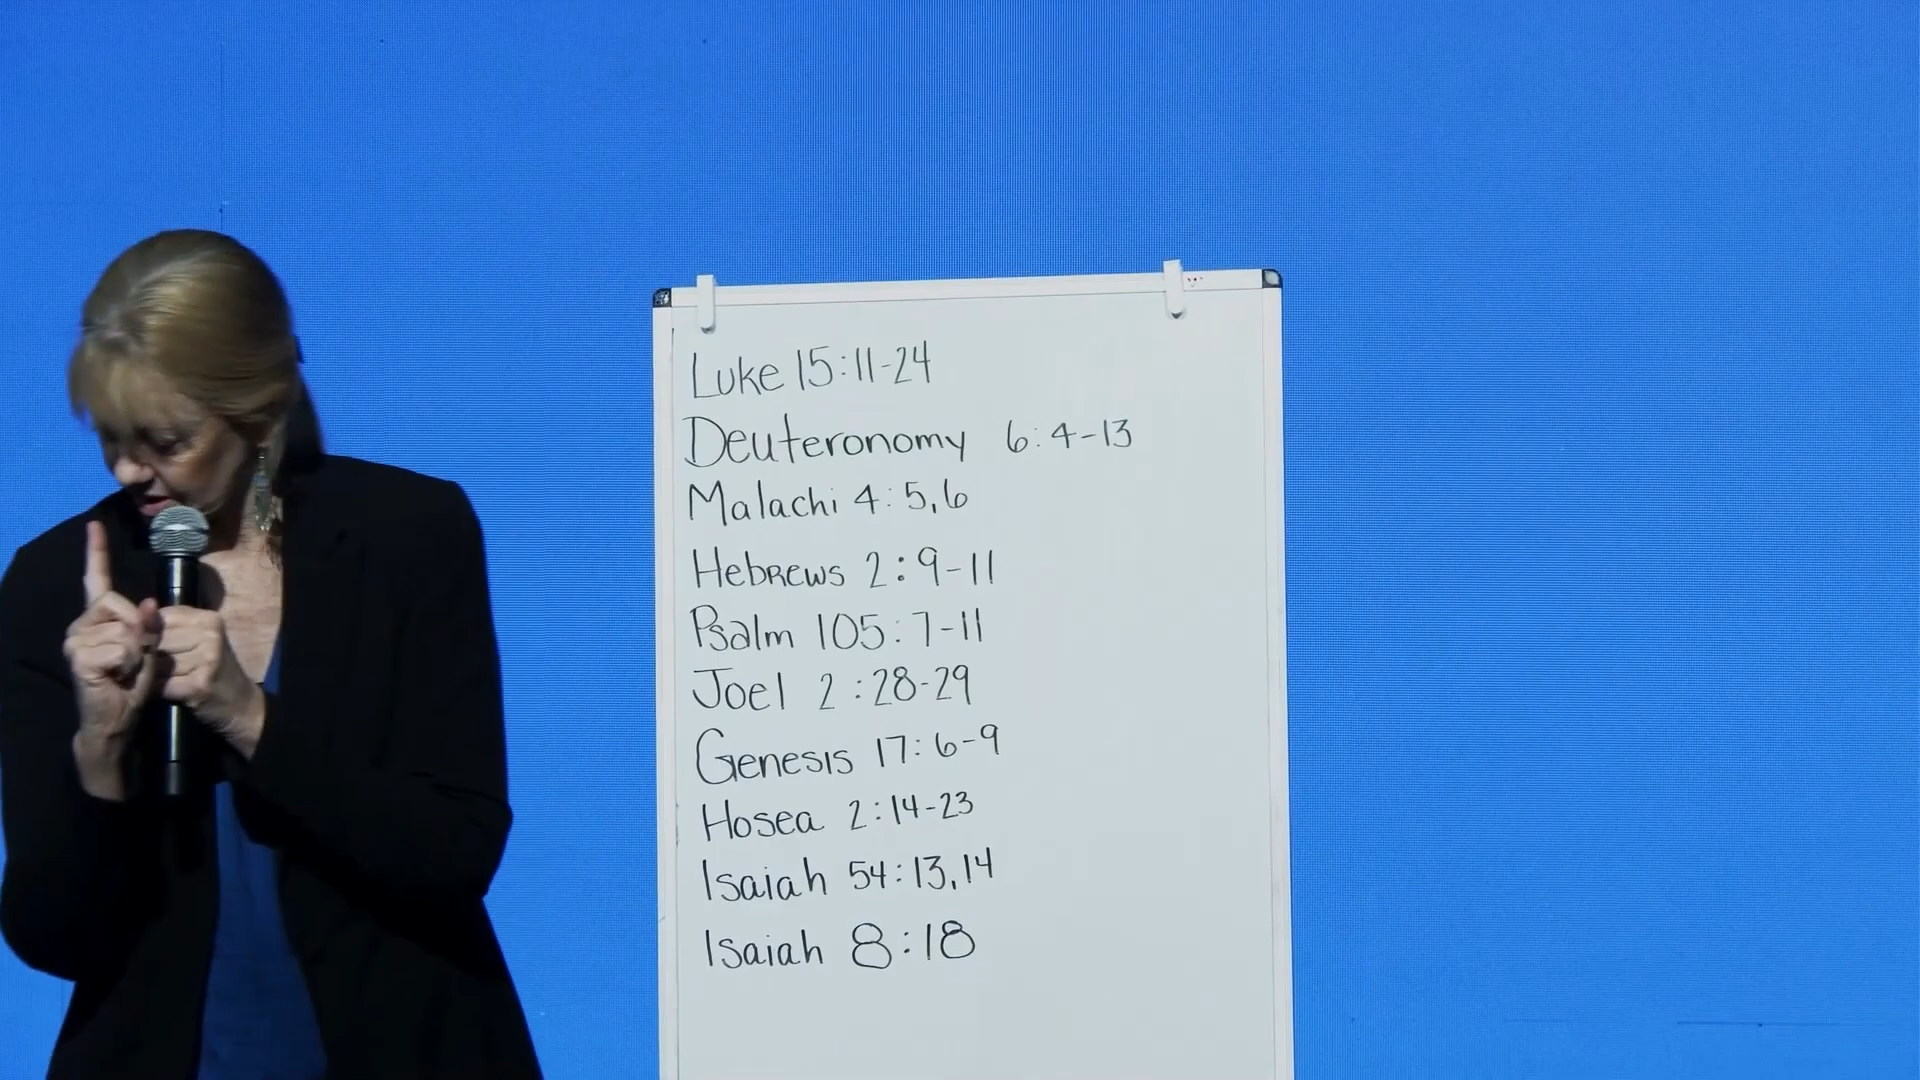 Luke 15:11-24
Deuteronomy 6:4-13
Malachi 4:5,6
Hebrews 2:9-11
Psalm 105:7-11
Joel 2:28-29
Genesis 17:6-9
Hosea 2:14-23
Isaiah 54:13,14
Isaiah 8:18